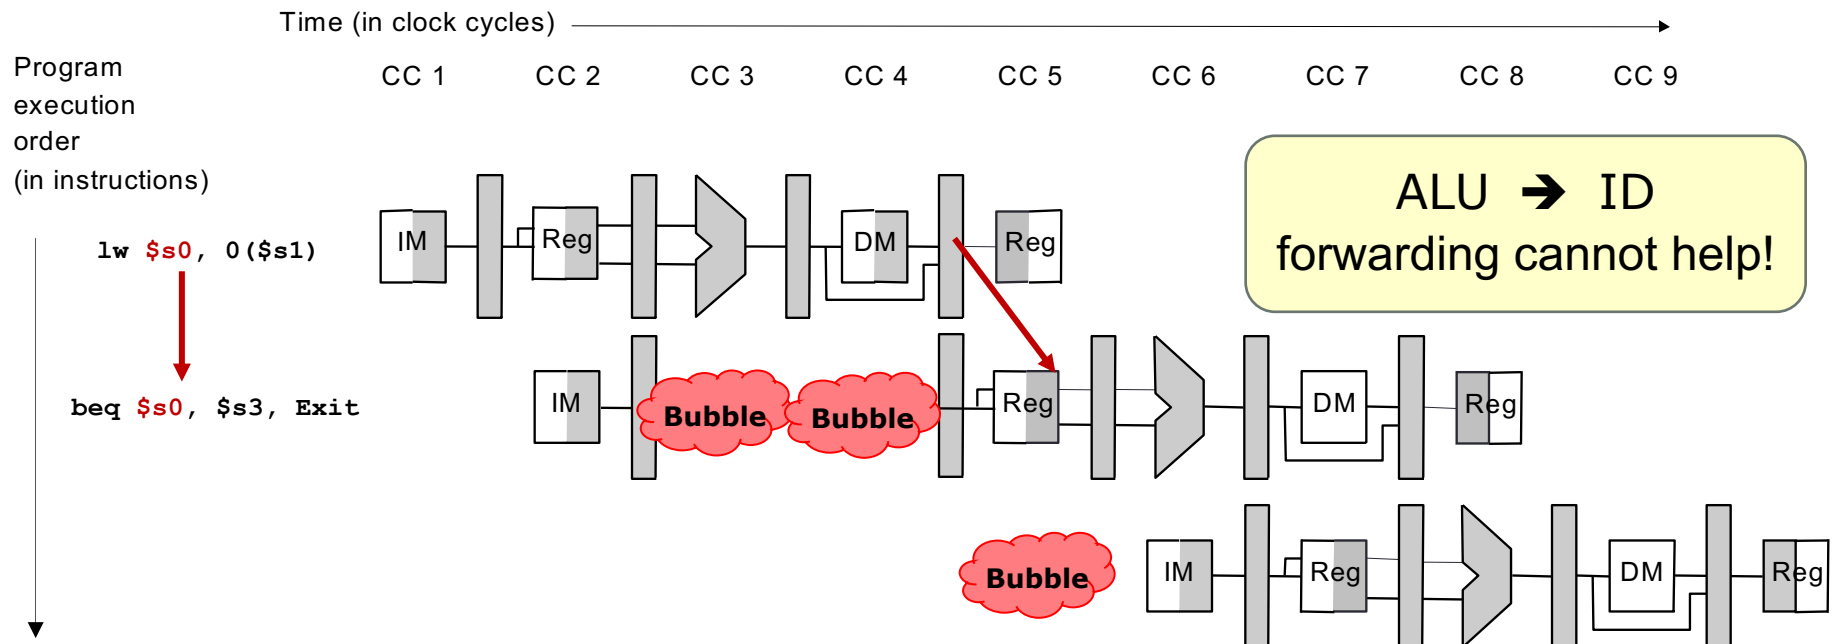 Time (in clock cycles)
Program
execution
order
(in instructions)
CC 1 CC 2 CC 3 CC 4 CC 5 CC 6 CC 7 CC 8 CC 9
ALU ➔ ID
forwarding cannot help!
lw $s0, 0($s1)
IM Reg DM Reg
beq $s0, $s3, Exit
IM Bubble Bubble Reg DM Reg
Bubble IM Reg DM Reg